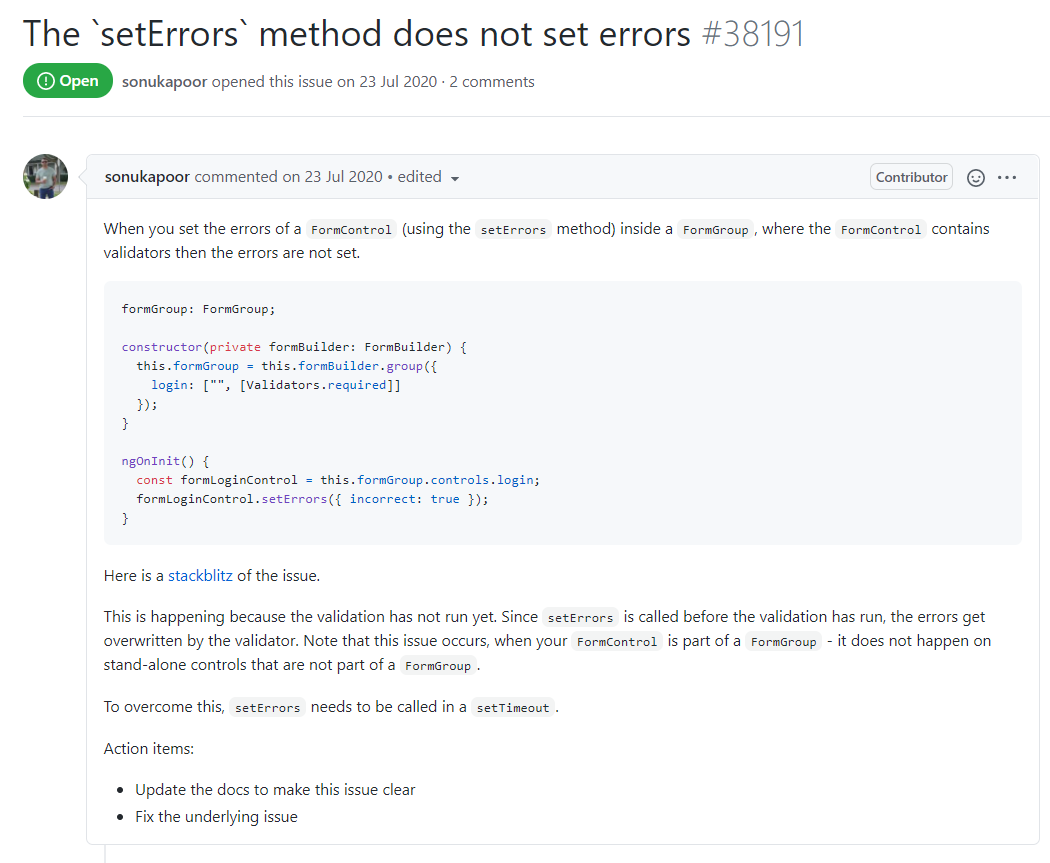 The `setErrors` method does not set errors #38191
Open sonukapoor opened this issue on 23 Jul 2020 · 2 comments
sonukapoor commented on 23 Jul 2020 • edited
Contributor
When you set the errors of a FormControl (using the setErrors method) inside a FormGroup, where the FormControl contains
validators then the errors are not set.
formGroup: FormGroup;
constructor(private formBuilder: FormBuilder) {
  this.formGroup = this.formBuilder.group({
    login: ["", [Validators.required]]
  });
}
ngOnInit() {
  const formLoginControl = this.formGroup.controls.login;
  formLoginControl.setErrors({ incorrect: true });
}
Here is a stackblitz of the issue.
This is happening because the validation has not run yet. Since setErrors is called before the validation has run, the errors get
overwritten by the validator. Note that this issue occurs, when your FormControl is part of a FormGroup - it does not happen on
stand-alone controls that are not part of a FormGroup.
To overcome this, setErrors needs to be called in a setTimeout.
Action items:
• Update the docs to make this issue clear
• Fix the underlying issue